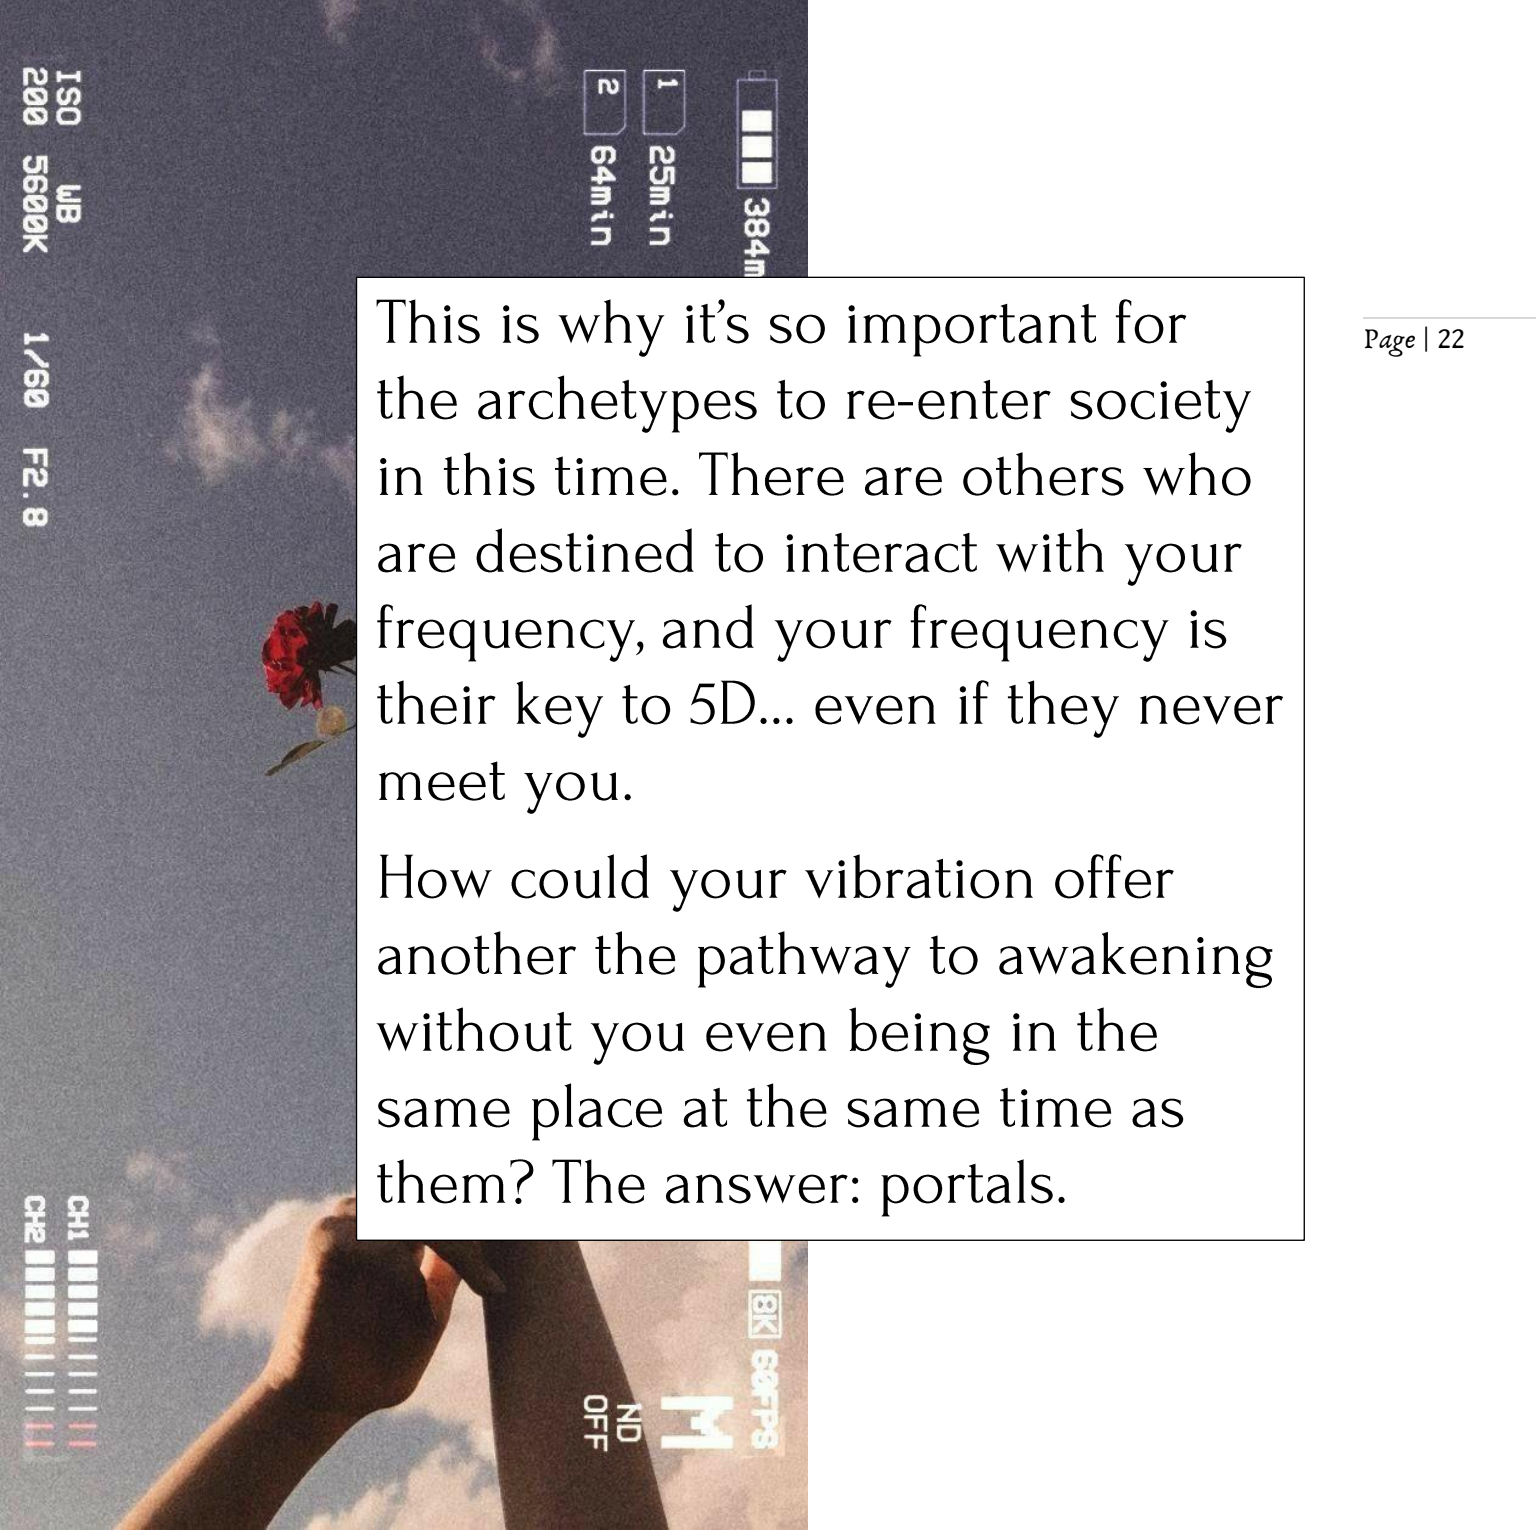 ISO
200
WB
5600K
1/60
F2.8
1
25min
2
64min
384m
This is why it’s so important for
the archetypes to re-enter society
in this time. There are others who
are destined to interact with your
frequency, and your frequency is
their key to 5D... even if they never
meet you.
How could your vibration offer
another the pathway to awakening
without you even being in the
same place at the same time as
them? The answer: portals.
Page | 22
CH1
CH2
8K 60FPS
M
ND
OFF